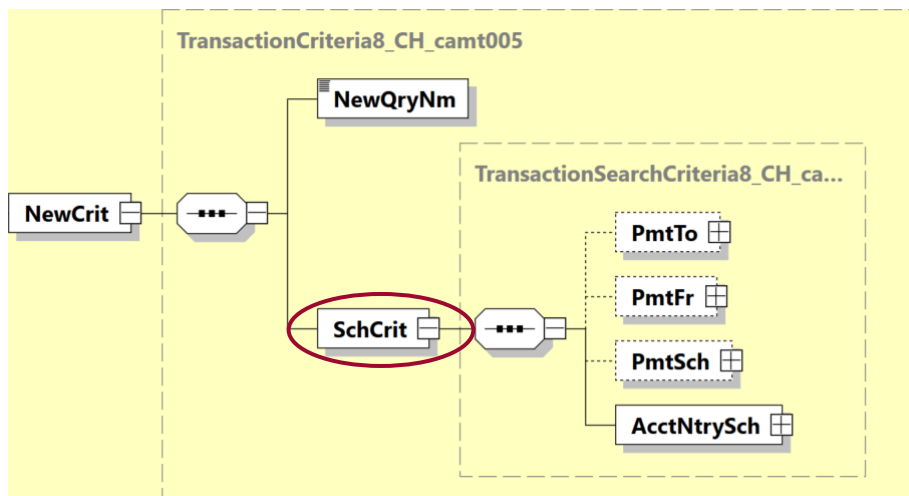 TransactionCriteria8_CH_camt005
NewQryNm
TransactionSearchCriteria8_CH_ca...
NewCrit
PmtTo
PmtFr
SchCrit
PmtSch
AcctNtrySch